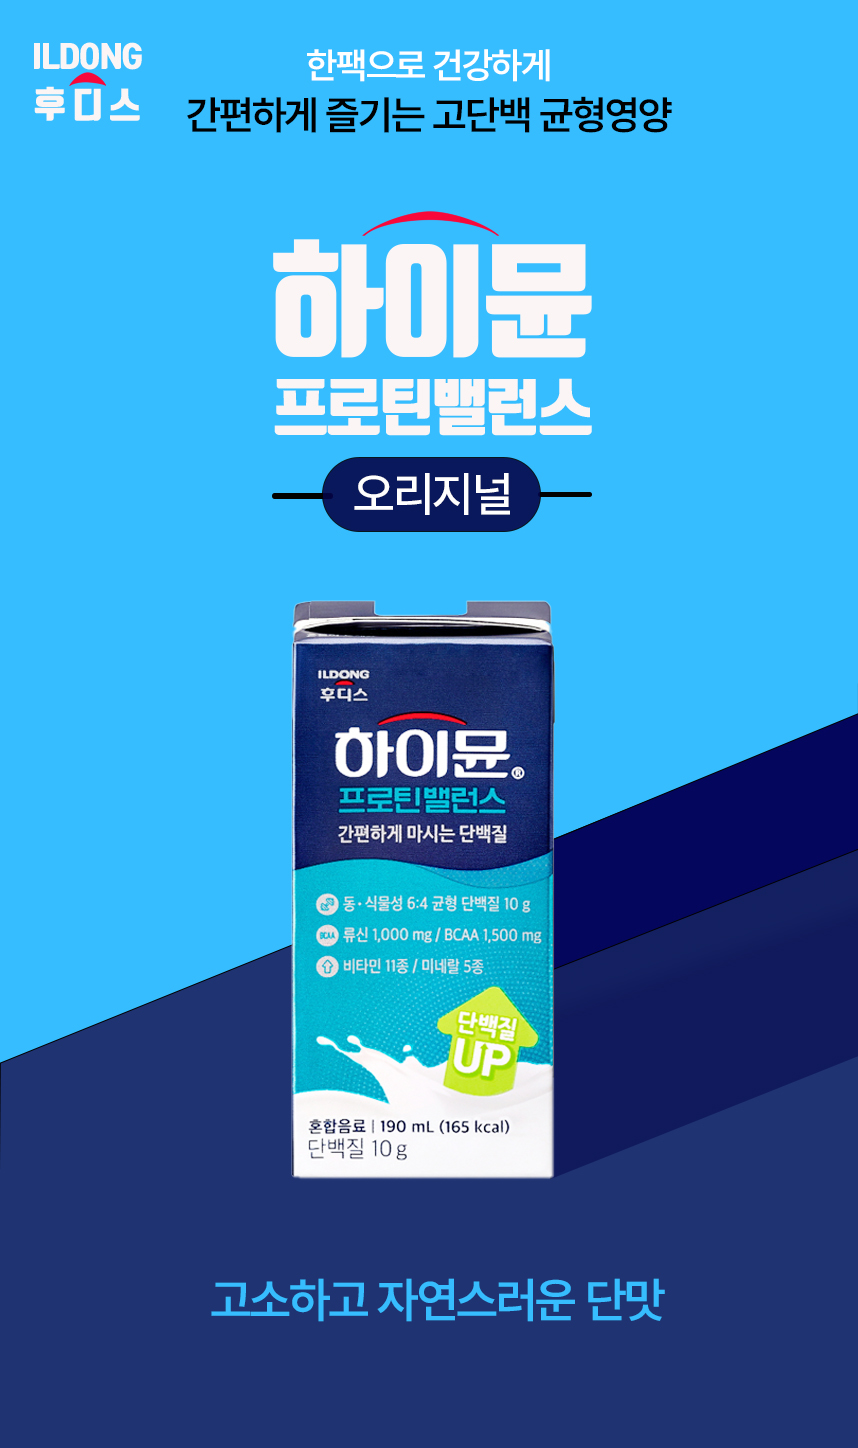 ILDONG
후디스
한팩으로 건강하게
간편하게 즐기는 고단백 균형영양
하이뮨
프로틴밸런스
오리지널
ILDONG
후디스
하이뮨®
프로틴밸런스
간편하게 마시는 단백질
동·식물성 6:4 균형 단백질 10 g
BCAA 류신 1,000 mg / BCAA 1,500 mg
비타민 11종 / 미네랄 5종
단백질
UP
혼합음료 | 190 mL (165 kcal)
단백질 10 g
고소하고 자연스러운 단맛